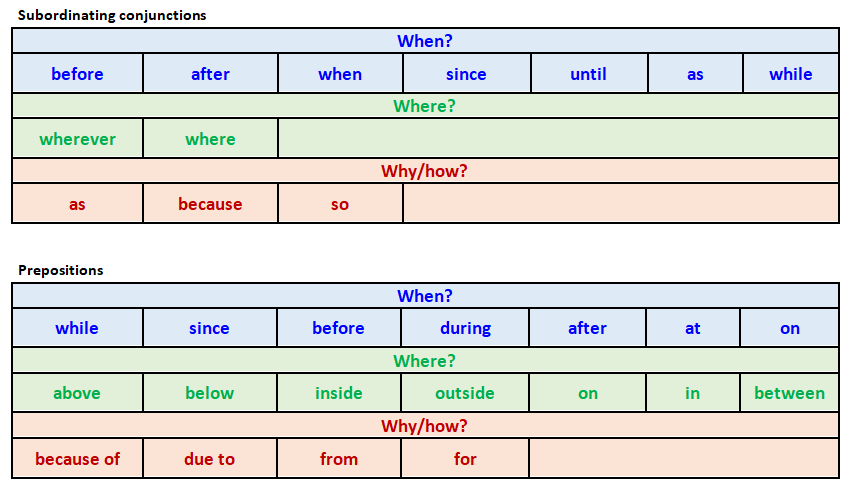 Subordinating conjunctions
When?
before after when since until as while
Where?
wherever where
Why/how?
as because so
Prepositions
When?
while since before during after at on
Where?
above below inside outside on in between
Why/how?
because of due to from for